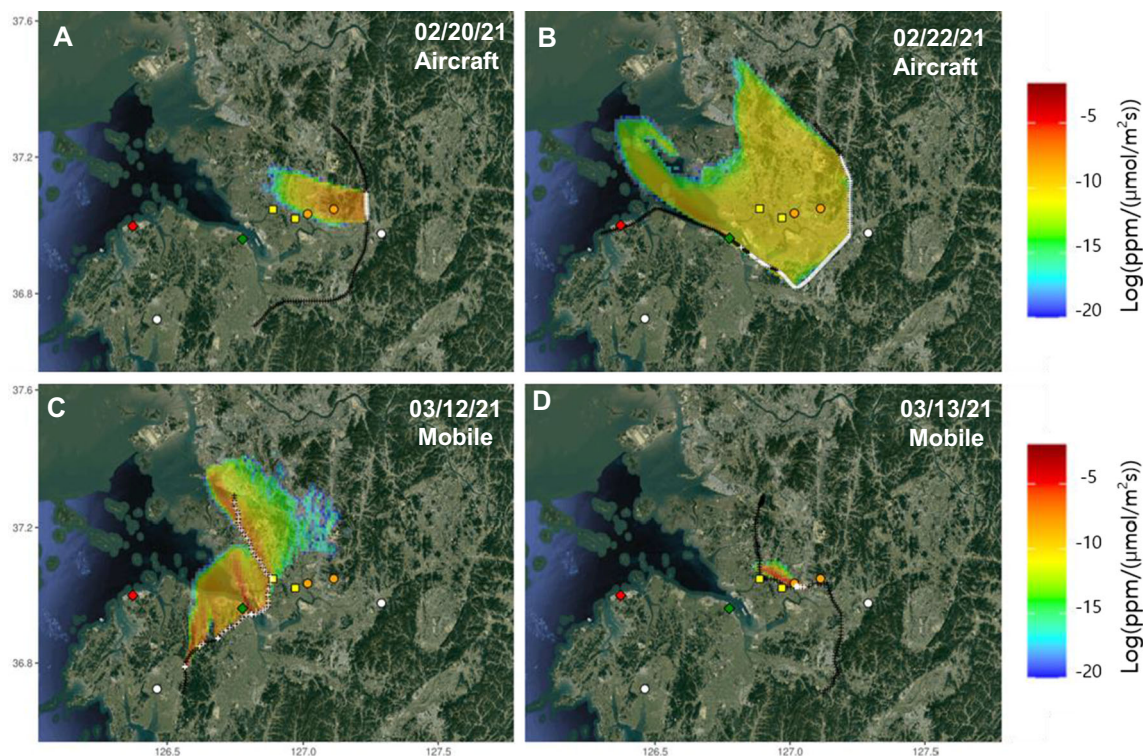 37.6
A
02/20/21
Aircraft
37.2
36.8
B
02/22/21
Aircraft
-5
-10
-15
-20
Log(ppm/(μmol/m²s))
37.6
C
03/12/21
Mobile
37.2
36.8
126.5
127.0
127.5
D
03/13/21
Mobile
126.5
127.0
127.5
-5
-10
-15
-20
Log(ppm/(μmol/m²s))